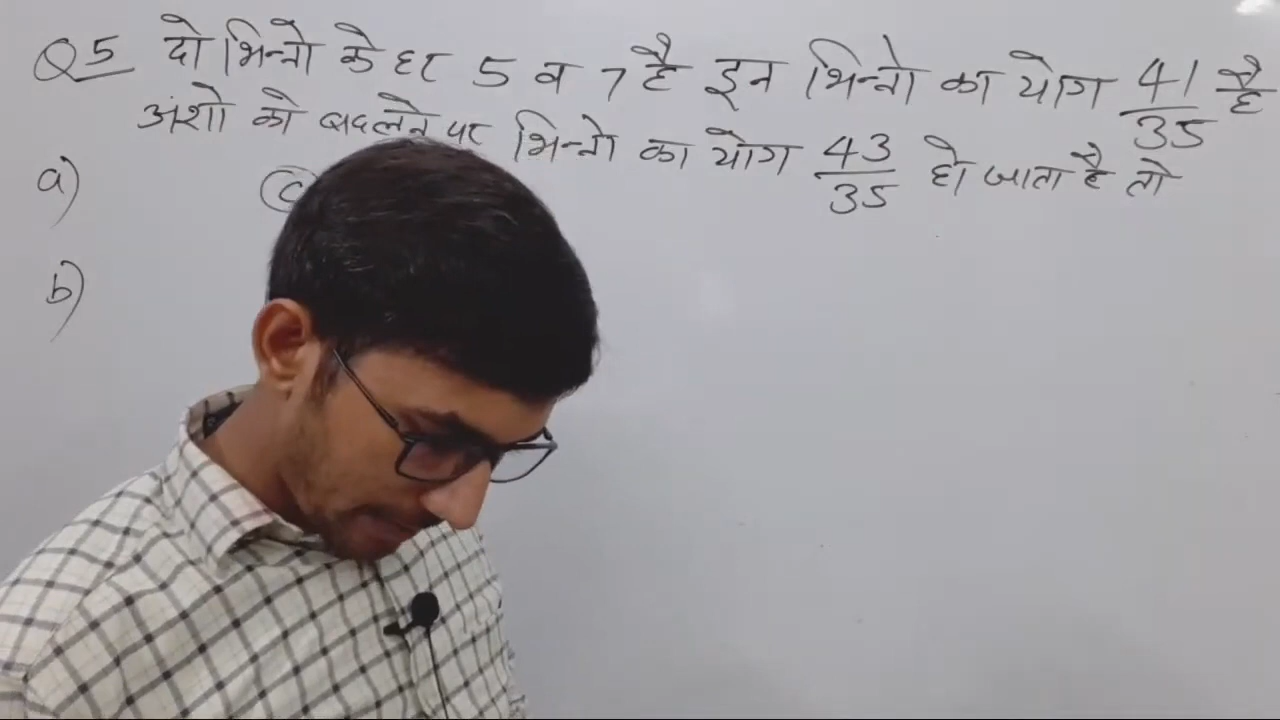 Q5 दो भिन्नो के हर 5 व 7 है इन भिन्नो का योग 41/35 है
अंशो को बदलने पर भिन्नो का योग 43/35 हो जाता है तो
a) (c
b)